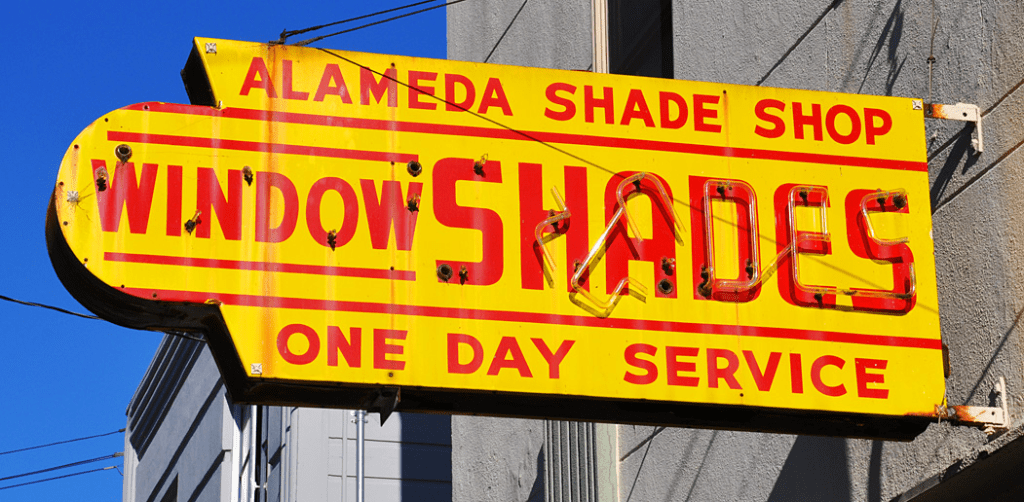 ALAMEDA SHADE SHOP
WINDOW SHADES
ONE DAY SERVICE